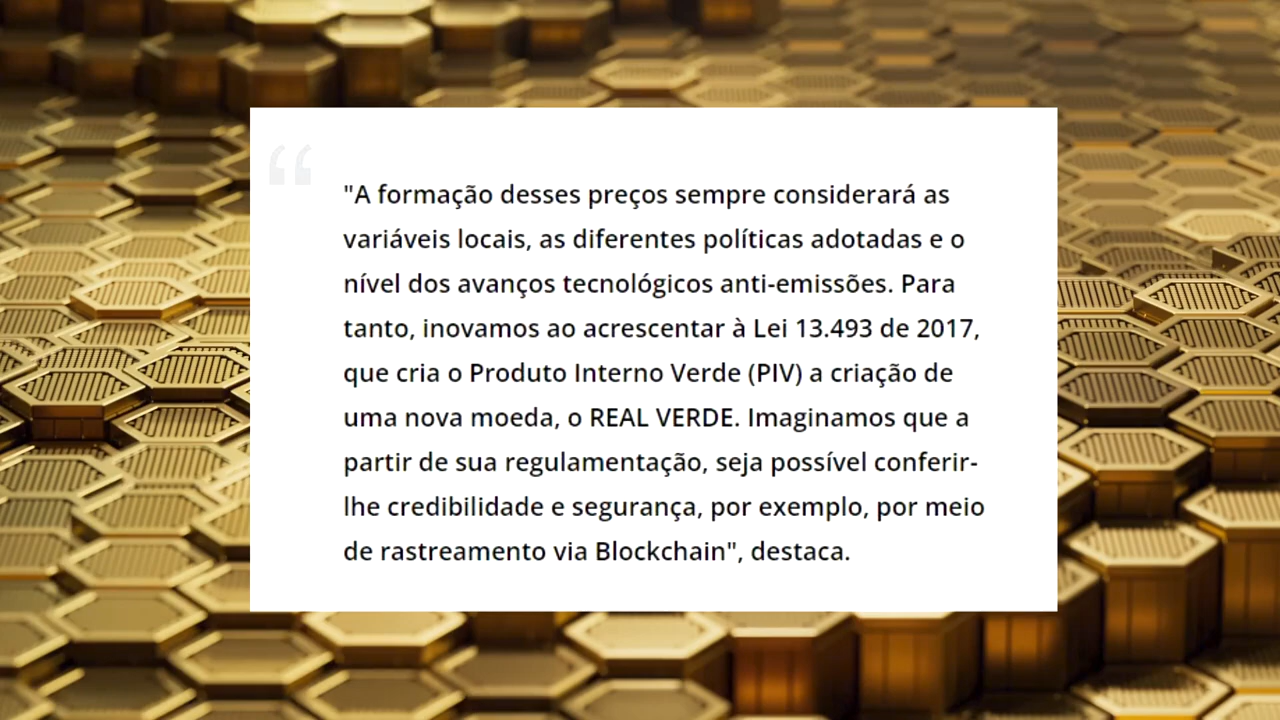 "A formação desses preços sempre considerará as
variáveis locais, as diferentes políticas adotadas e o
nível dos avanços tecnológicos anti-emissões. Para
tanto, inovamos ao acrescentar à Lei 13.493 de 2017,
que cria o Produto Interno Verde (PIV) a criação de
uma nova moeda, o REAL VERDE. Imaginamos que a
partir de sua regulamentação, seja possível conferir-
lhe credibilidade e segurança, por exemplo, por meio
de rastreamento via Blockchain", destaca.